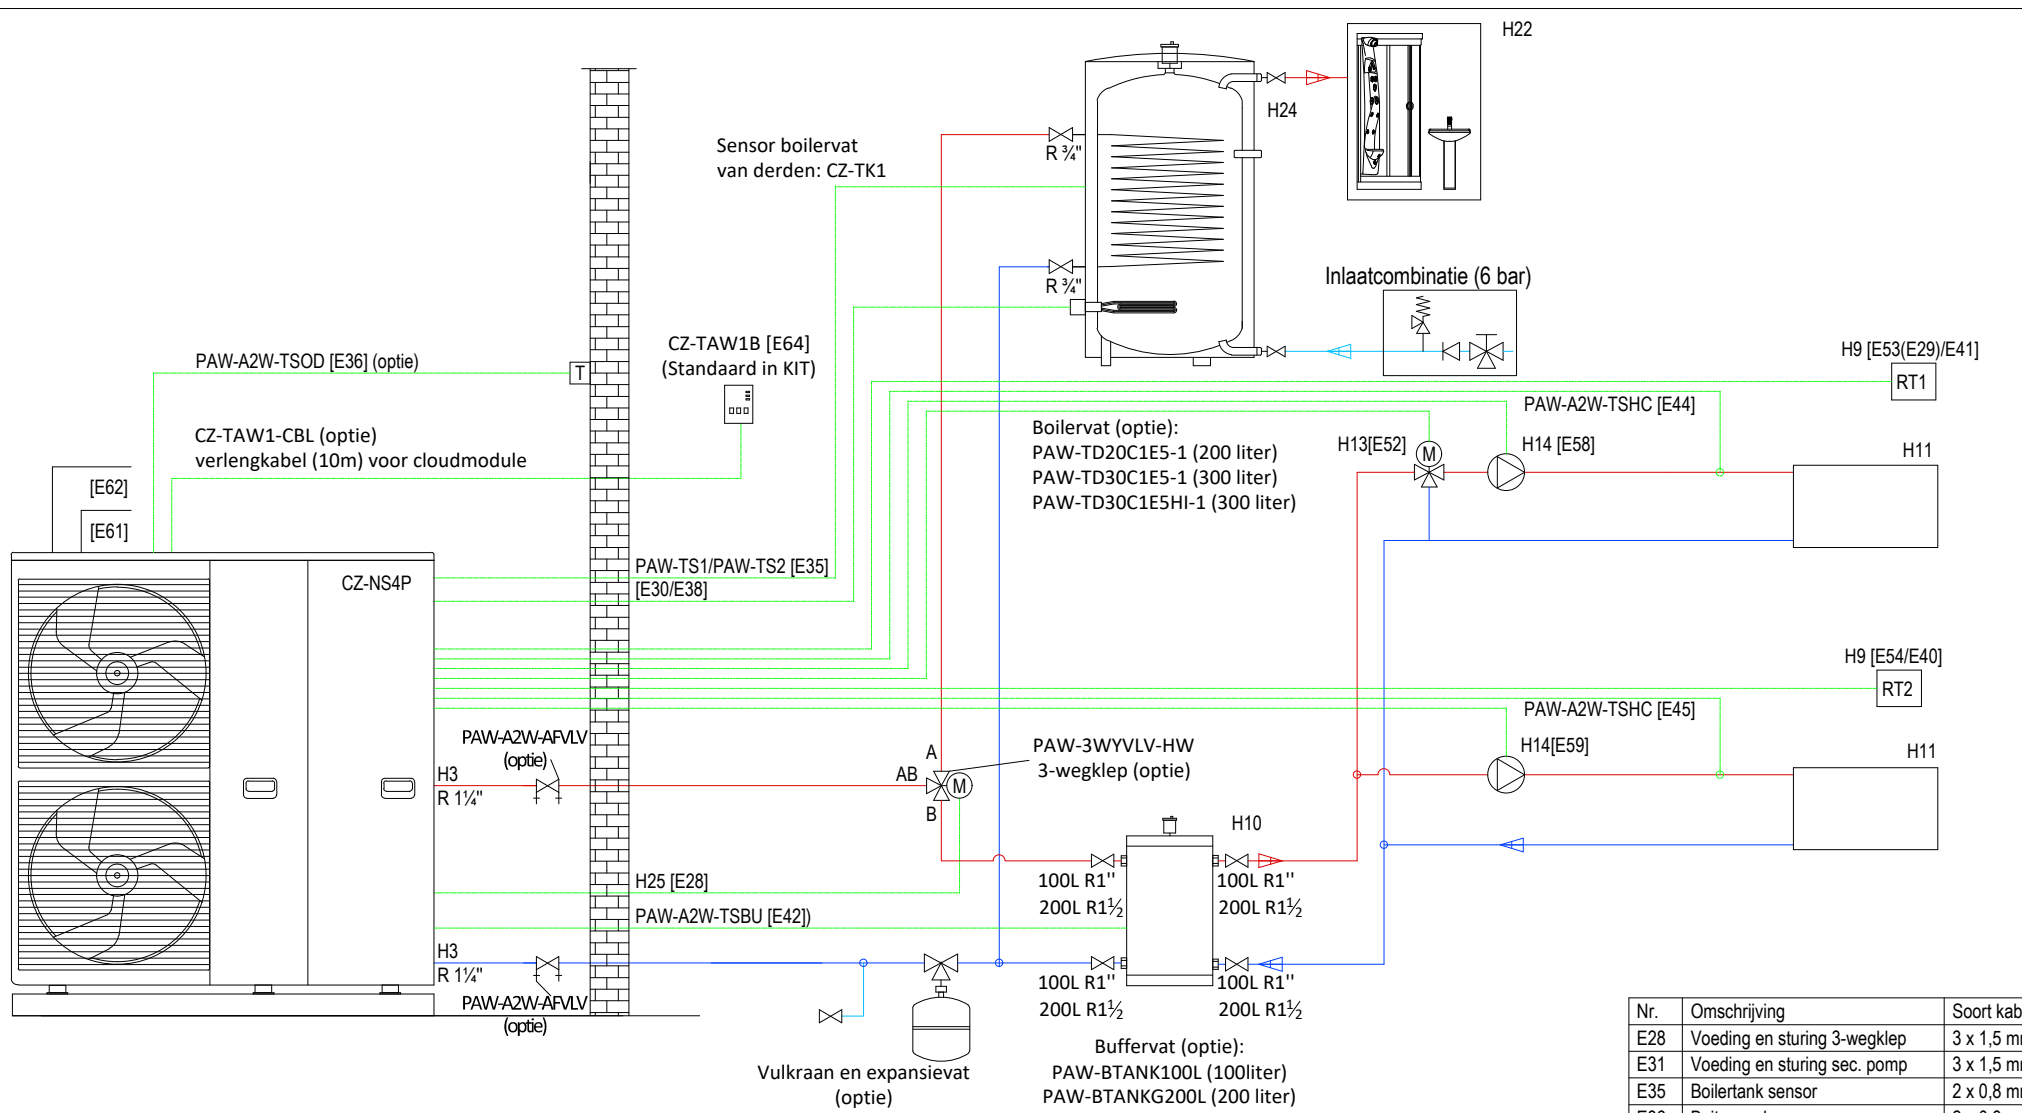 H22
H24
Sensor boilervat
van derden: CZ-TK1
R ¾"
R ¾"
Inlaatcombinatie (6 bar)
CZ-TAW1B [E64]
(Standaard in KIT)
PAW-A2W-TSOD [E36] (optie)
T
H9 [E53(E29)/E41]
RT1
PAW-A2W-TSHC [E44]
CZ-TAW1-CBL (optie)
verlengkabel (10m) voor cloudmodule
Boilervat (optie):
PAW-TD20C1E5-1 (200 liter)
PAW-TD30C1E5-1 (300 liter)
PAW-TD30C1E5HI-1 (300 liter)
H13[E52]
M
H14 [E58]
H11
[E62]
[E61]
CZ-NS4P
PAW-TS1/PAW-TS2 [E35]
[E30/E38]
H9 [E54/E40]
RT2
PAW-A2W-TSHC [E45]
PAW-A2W-AFVLV
(optie)
H3
R 1¼"
A
AB
B
M
PAW-3WYVLV-HW
3-wegklep (optie)
H14[E59]
H11
H10
100L R1''
200L R1½
100L R1''
200L R1½
H25 [E28]
PAW-A2W-TSBU [E42])
H3
R 1¼"
PAW-A2W-AFVLV
(optie)
100L R1''
200L R1½
100L R1''
200L R1½
Vulkraan en expansievat
(optie)
Buffervat (optie):
PAW-BTANK100L (100liter)
PAW-BTANKG200L (200 liter)
Nr. Omschrijving Soort kab
E28 Voeding en sturing 3-wegklep 3 x 1,5 m
E31 Voeding en sturing sec. pomp 3 x 1,5 m
E35 Boilertank sensor 2 x 0,8 m